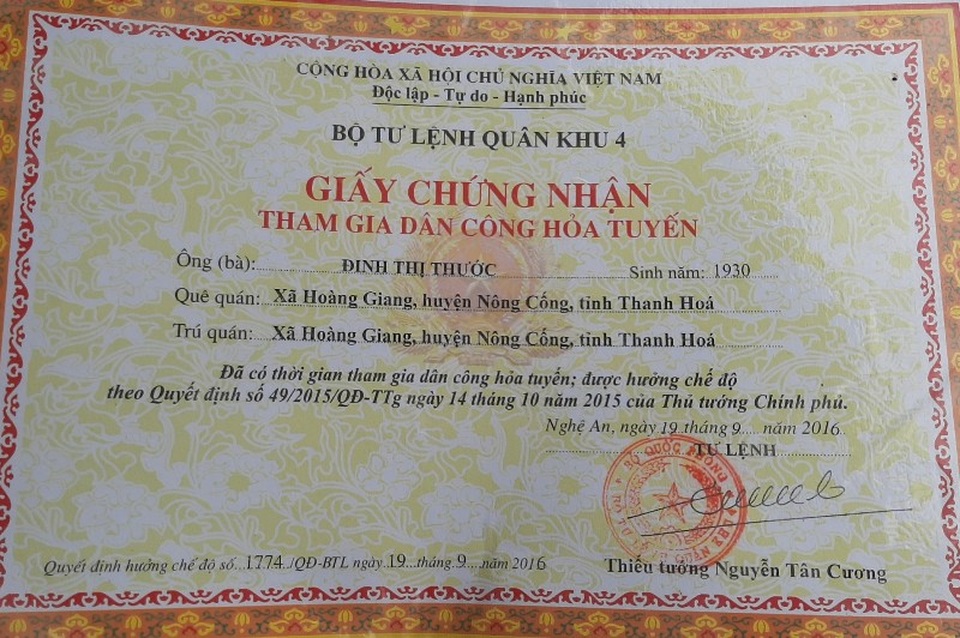 CỘNG HÒA XÃ HỘI CHỦ NGHĨA VIỆT NAM
Độc lập - Tự do - Hạnh phúc
BỘ TƯ LỆNH QUÂN KHU 4
GIẤY CHỨNG NHẬN
THAM GIA DÂN CÔNG HỎA TUYẾN
Ông (bà): ĐINH THỊ THƯỚC Sinh năm: 1930
Quê quán: Xã Hoàng Giang, huyện Nông Cống, tỉnh Thanh Hoá
Trú quán: Xã Hoàng Giang, huyện Nông Cống, tỉnh Thanh Hoá
Đã có thời gian tham gia dân công hỏa tuyến; được hưởng chế độ
theo Quyết định số 49/2015/QĐ-TTg ngày 14 tháng 10 năm 2015 của Thủ tướng Chính phủ.
Nghệ An, ngày 19 tháng 9 năm 2016
TƯ LỆNH
BỘ QUỐC PHÒNG
Quyết định hưởng chế độ số 1774/QĐ-BTL ngày 19 tháng 9 năm 2016
Thiếu tướng Nguyễn Tân Cương